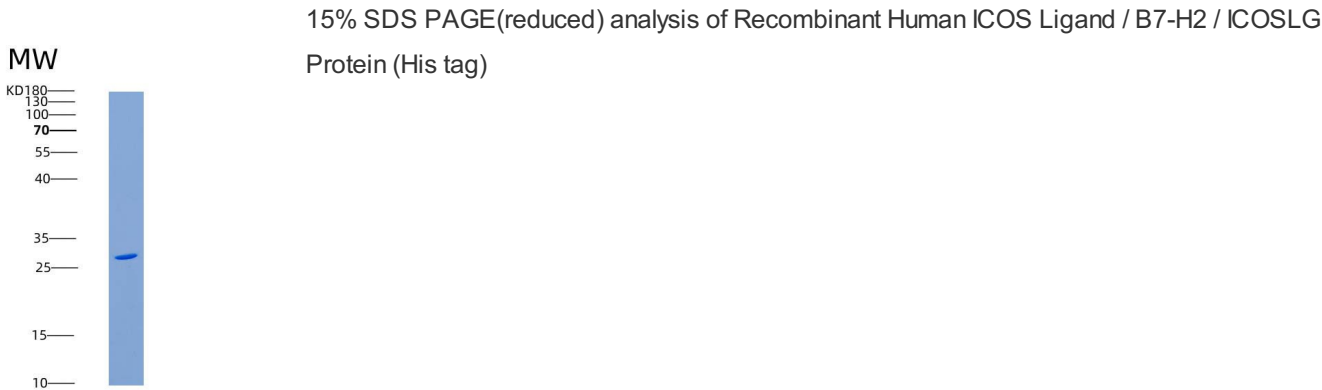 15% SDS PAGE(reduced) analysis of Recombinant Human ICOS Ligand / B7-H2 / ICOSLG
Protein (His tag)
MW
KD180
130
100
70
55
40
35
25
15
10